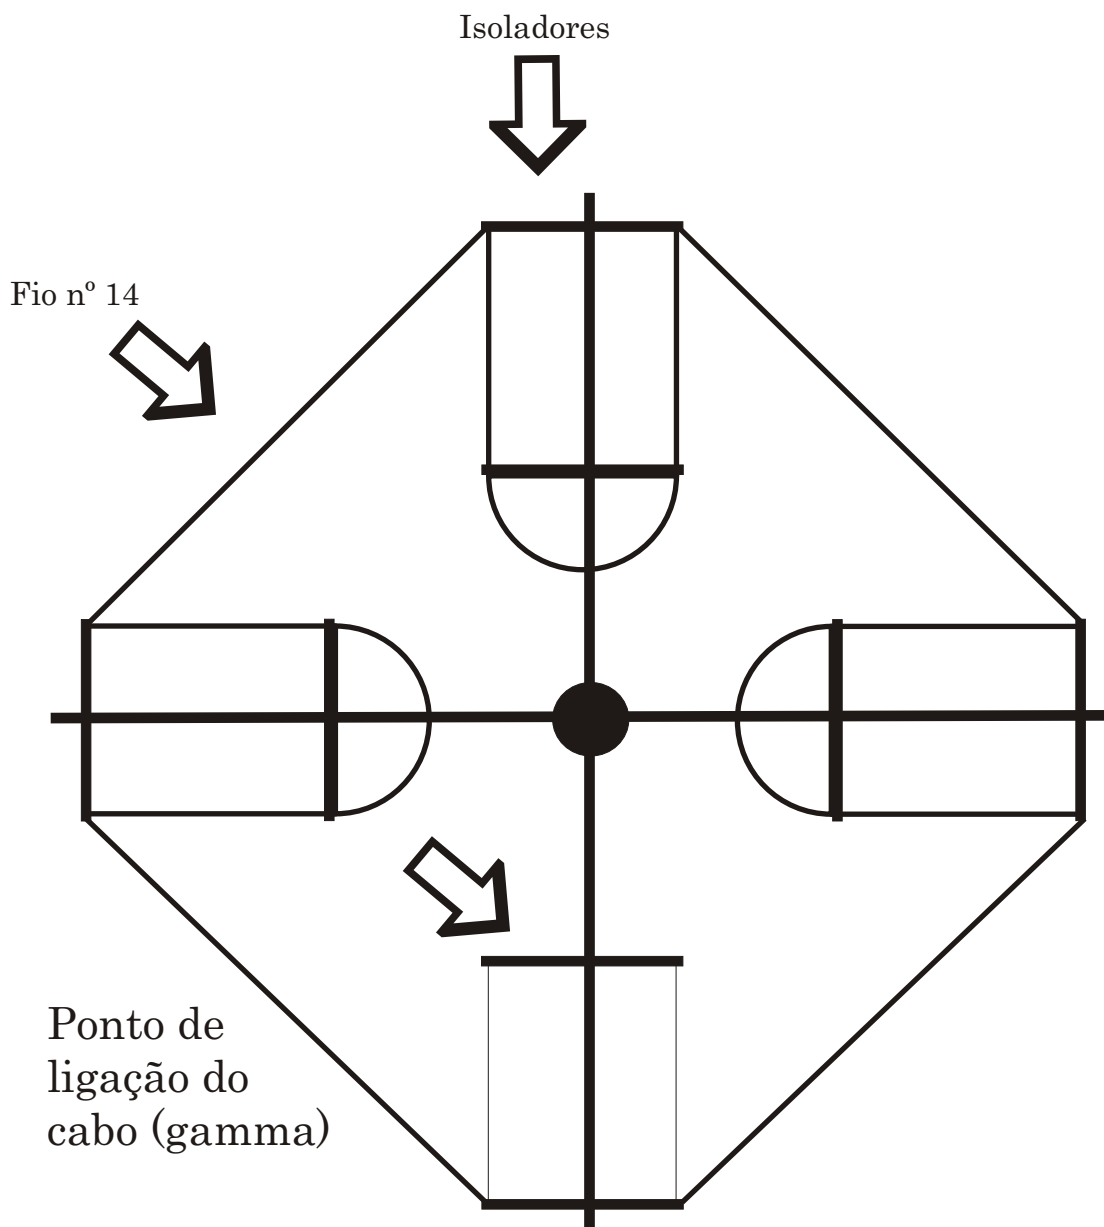 Isoladores
Fio nº 14
Ponto de
ligação do
cabo (gamma)